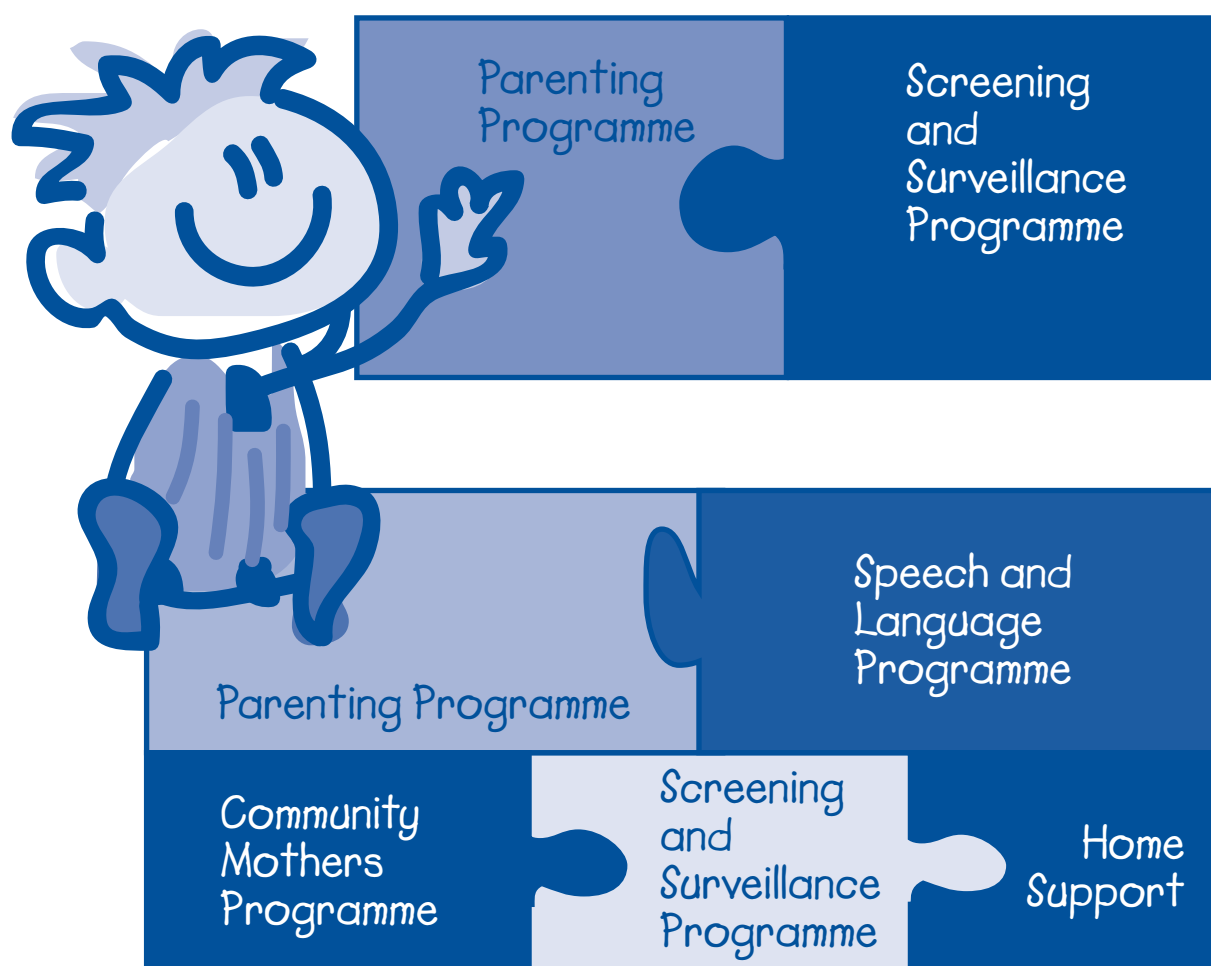 Parenting
Programme
Screening
and
Surveillance
Programme
Speech and
Language
Programme
Parenting Programme
Community
Mothers
Programme
Screening
and
Surveillance
Programme
Home
Support